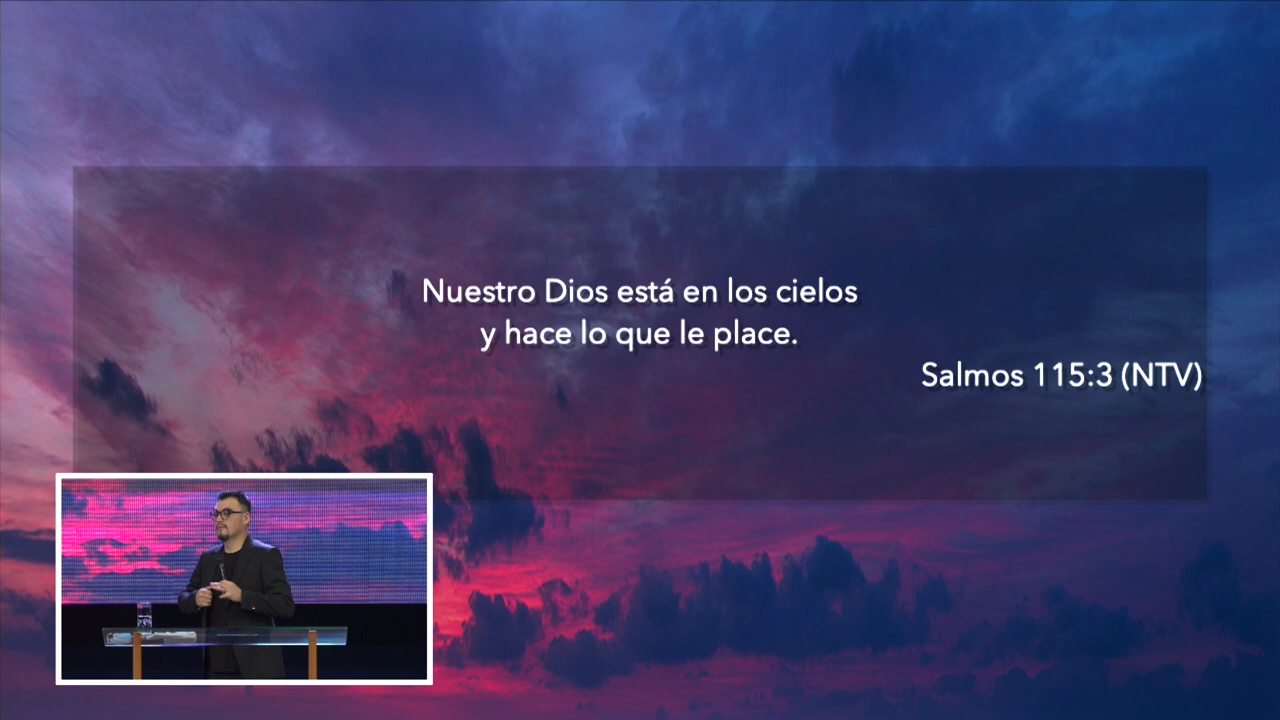 Nuestro Dios está en los cielos
y hace lo que le place.
Salmos 115:3 (NTV)